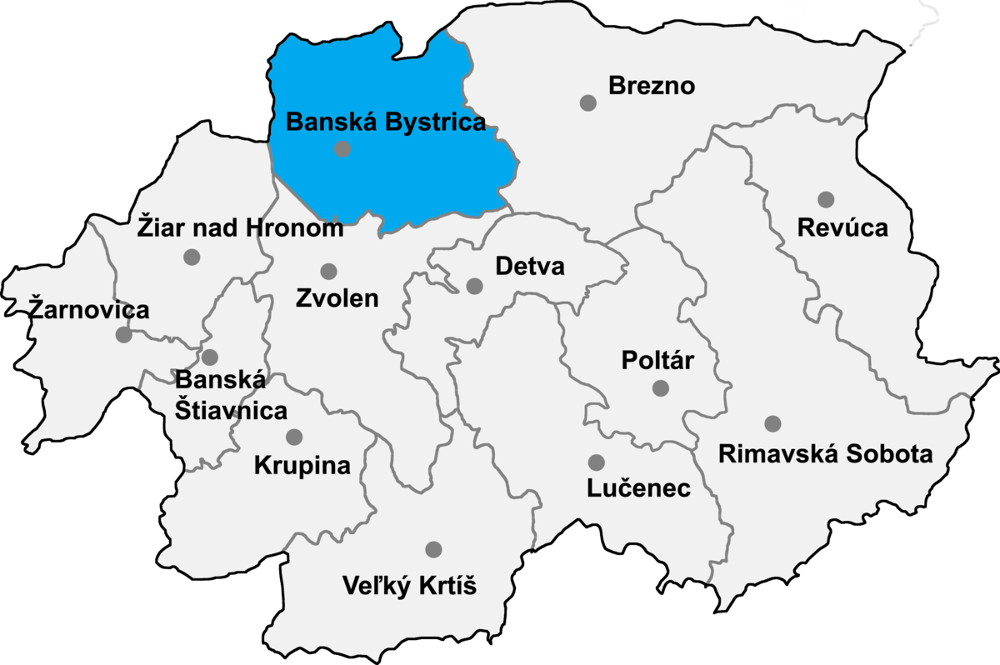 Brezno
Banská Bystrica
Žiar nad Hronom
Revúca
Detva
Zvolen
Žarnovica
Poltár
Banská
Štiavnica
Rimavská Sobota
Krupina
Lučenec
Veľký Krtíš